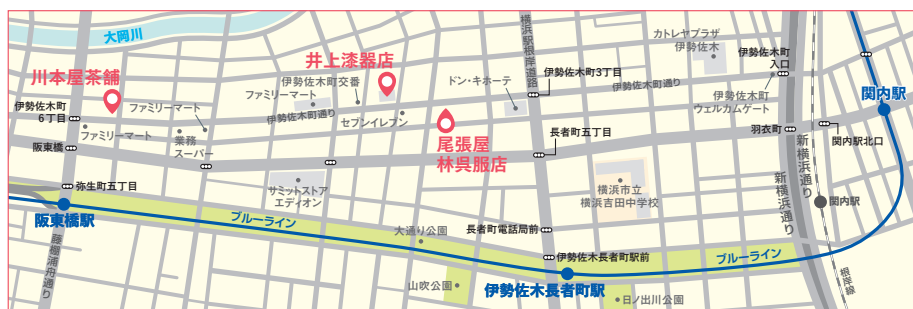 大岡川
横浜駅根岸道路
カトレヤプラザ
伊勢佐木
井上漆器店
川本屋茶舗
伊勢佐木町交番
ファミリーマート
ドン・キホーテ
伊勢佐木町3丁目
伊勢佐木町
入口
伊勢佐木町通り
関内駅
伊勢佐木町
6丁目
ファミリーマート
伊勢佐木町通り
セブンイレブン
伊勢佐木町
ウェルカムゲート
ファミリーマート
業務
スーパー
尾張屋
林呉服店
長者町五丁目
羽衣町
関内駅北口
阪東橋
新横浜通り
新横浜通り
弥生町五丁目
サミットストア
エディオン
横浜市立
横浜吉田中学校
関内駅
阪東橋駅
ブルーライン
大通り公園
長者町電話局前
藤棚浦舟通り
伊勢佐木長者町駅前
ブルーライン
山吹公園
伊勢佐木長者町駅
日ノ出川公園
根岸線